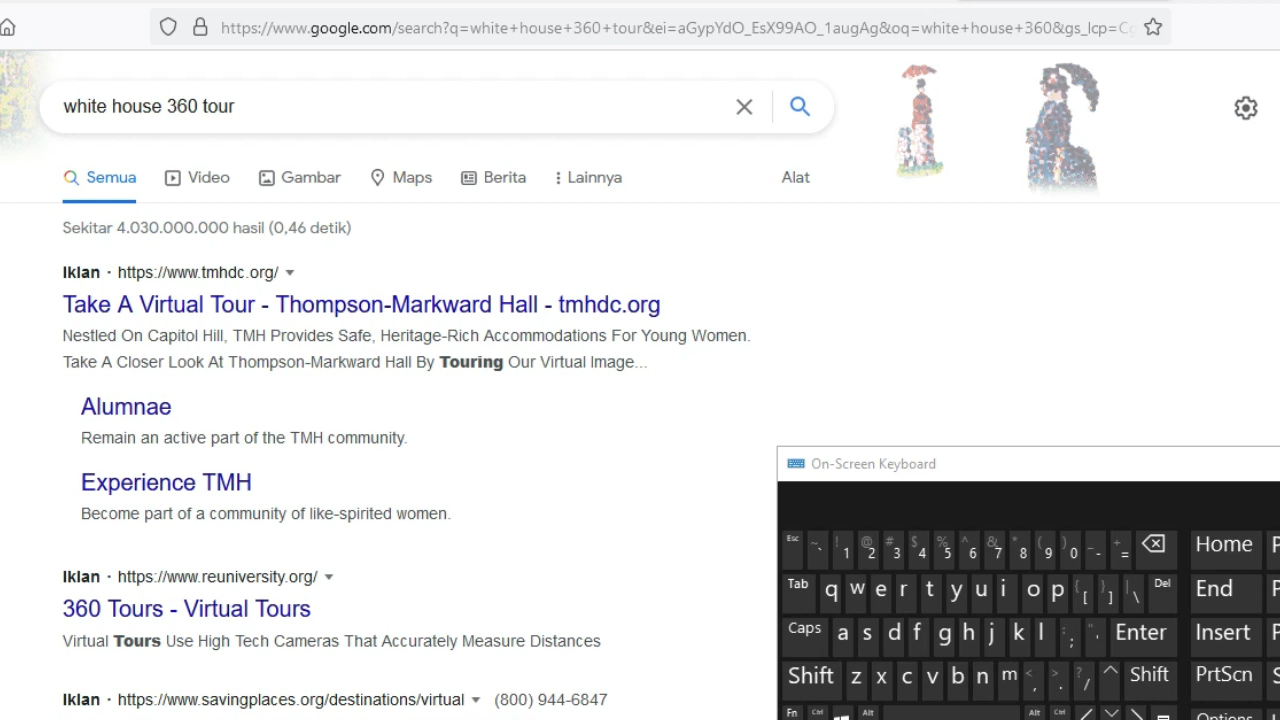 https://www.google.com/search?q=white+house+360+tour&ei=aGypYdO_EsX99AO_1augAg&oq=white+house+360&gs_lcp=C
white house 360 tour
Semua Video Gambar Maps Berita Lainnya Alat
Sekitar 4.030.000.000 hasil (0,46 detik)
Iklan · https://www.tmhdc.org/
Take A Virtual Tour - Thompson-Markward Hall - tmhdc.org
Nestled On Capitol Hill, TMH Provides Safe, Heritage-Rich Accommodations For Young Women.
Take A Closer Look At Thompson-Markward Hall By Touring Our Virtual Image...
Alumnae
Remain an active part of the TMH community.
Experience TMH
Become part of a community of like-spirited women.
Iklan · https://www.reuniversity.org/
360 Tours - Virtual Tours
Virtual Tours Use High Tech Cameras That Accurately Measure Distances
Iklan · https://www.savingplaces.org/destinations/virtual (800) 944-6847
On-Screen Keyboard
Esc ~ ` ! 1 @ 2 # 3 $ 4 % 5 ^ 6 & 7 * 8 ( 9 ) 0 _ - + = Home
Tab q w e r t y u i o p { [ } ] | \ Del End
Caps a s d f g h j k l : ; " ' Enter Insert
Shift z x c v b n m < , > . ? / Shift PrtScn
Fn Ctrl Alt Alt Ctrl Options